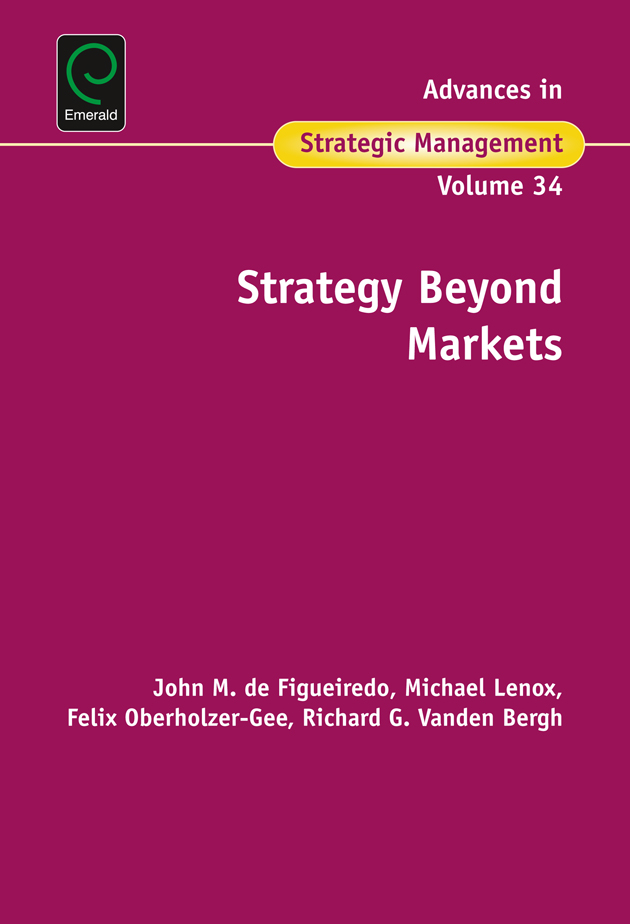 Emerald
Advances in
Strategic Management
Volume 34
Strategy Beyond
Markets
John M. de Figueiredo, Michael Lenox,
Felix Oberholzer-Gee, Richard G. Vanden Bergh